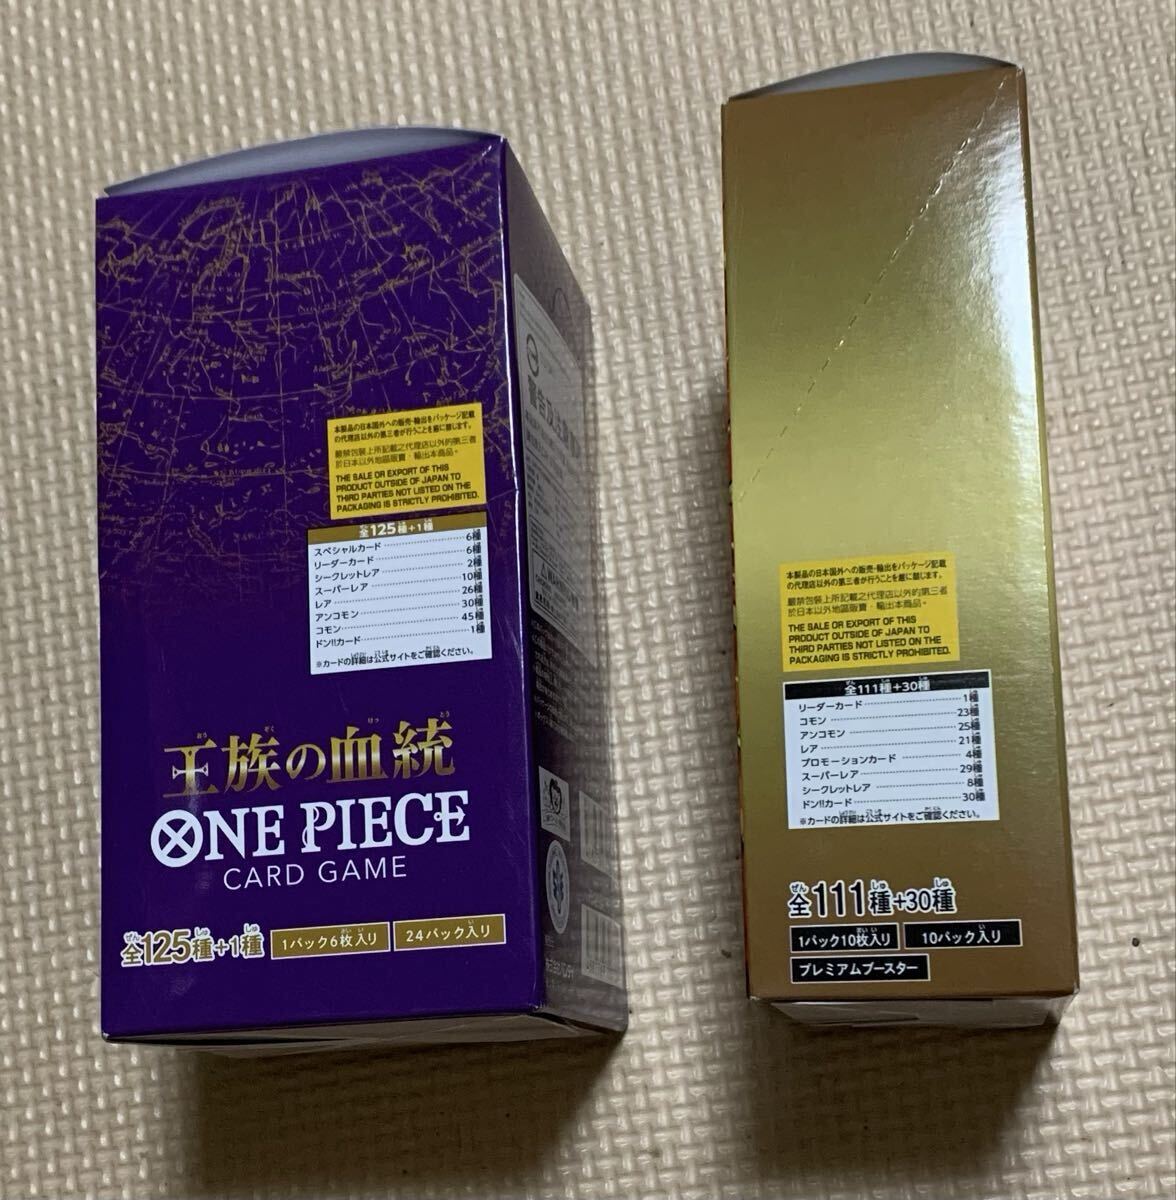 本製品の日本国外への販売・輸出をパッケージ記載
の代理店以外の第三者が行うことを厳に禁じます。
嚴禁包裝上所記載之代理店以外的第三者
於日本以外地區販賣・輸出本商品。
THE SALE OR EXPORT OF THIS
PRODUCT OUTSIDE OF JAPAN TO
THIRD PARTIES NOT LISTED ON THE
PACKAGING IS STRICTLY PROHIBITED.
全125種+1種
スペシャルカード 6種
リーダーカード 6種
シークレットレア 2種
スーパーレア 10種
レア 26種
アンコモン 30種
コモン 45種
ドン!!カード 1種
※カードの詳細は公式サイトをご確認ください。
王族の血統
ONE PIECE
CARD GAME
全125種+1種
1パック6枚入り
24パック入り
本製品の日本国外への販売・輸出をパッケージ記載
の代理店以外の第三者が行うことを厳に禁じます。
嚴禁包裝上所記載之代理店以外的第三者
於日本以外地區販賣・輸出本商品。
THE SALE OR EXPORT OF THIS
PRODUCT OUTSIDE OF JAPAN TO
THIRD PARTIES NOT LISTED ON THE
PACKAGING IS STRICTLY PROHIBITED.
全111種+30種
リーダーカード 1種
コモン 23種
アンコモン 25種
レア 21種
プロモーションカード 4種
スーパーレア 29種
シークレットレア 8種
ドン!!カード 30種
※カードの詳細は公式サイトをご確認ください。
全111種+30種
1パック10枚入り
10パック入り
プレミアムブースター